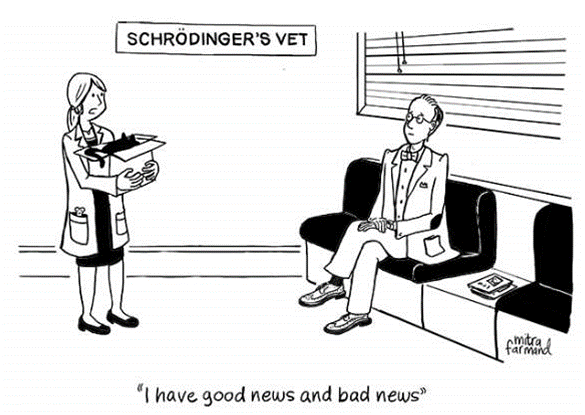 SCHRÖDINGER'S VET
mitra
farmand
"I have good news and bad news"